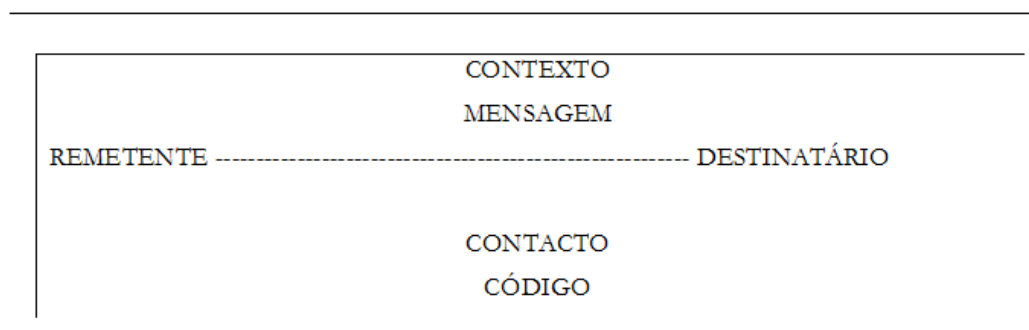 CONTEXTO
MENSAGEM
REMETENTE ---------------------------------------------------------- DESTINATÁRIO
CONTACTO
CÓDIGO